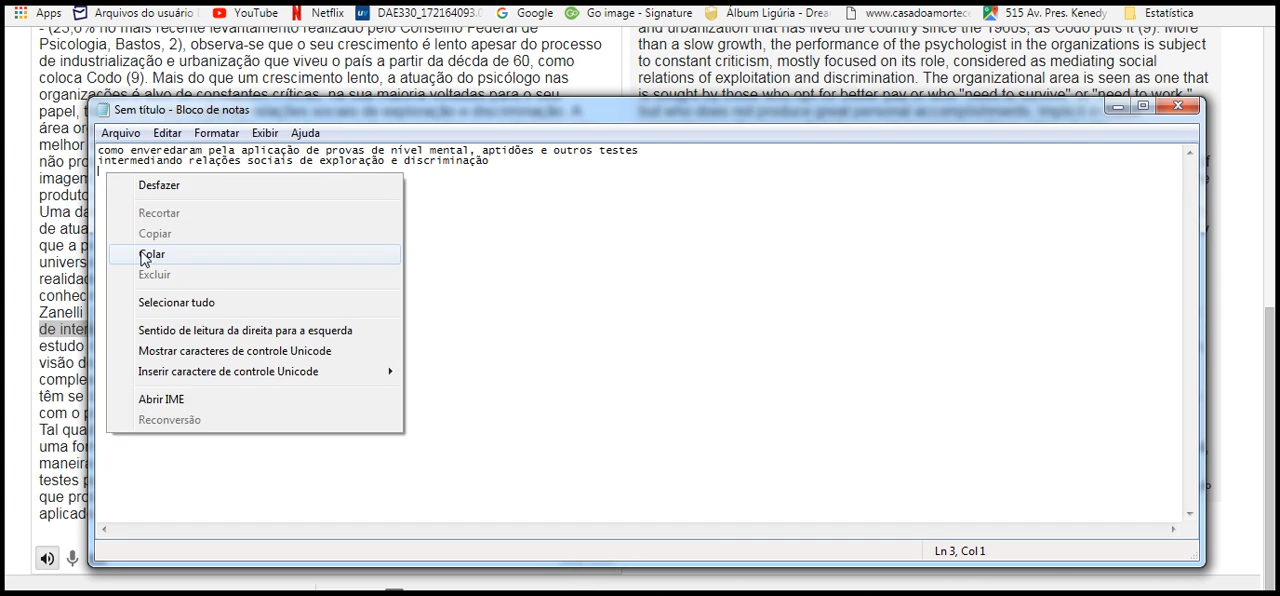 Apps Arquivos do usuário YouTube Netflix DAE330_172164093.0 Google Go image - Signature Álbum Ligúria - Drea www.casadoamortece 515 Av. Pres. Kenedy Estatística
- (23,6% no mais recente levantamento realizado pelo Conselho Federal de
Psicologia, Bastos, 2), observa-se que o seu crescimento é lento apesar do processo
de industrialização e urbanização que viveu o país a partir da décda de 60, como
coloca Codo (9). Mais do que um crescimento lento, a atuação do psicólogo nas
organizações é alvo de constantes críticas, na sua maioria voltadas para o seu
papel, t
área or
melhor
não pro
imagem
produto
Uma da
de atua
que a p
univers
realidad
conhec
Zanelli
de inter
estudo
visão d
comple
têm se
com o p
Tal qua
uma for
maneira
testes p
que pro
aplicad
and urbanization that has lived the country since the 1960s, as Codo puts it (9). More
than a slow growth, the performance of the psychologist in the organizations is subject
to constant criticism, mostly focused on its role, considered as mediating social
relations of exploitation and discrimination. The organizational area is seen as one that
is sought by those who opt for better pay or who "need to survive" or "need to work,"
Sem título - Bloco de notas
Arquivo Editar Formatar Exibir Ajuda
como enveredaram pela aplicação de provas de nível mental, aptidões e outros testes
intermediando relações sociais de exploração e discriminação
Desfazer
Recortar
Copiar
Colar
Excluir
Selecionar tudo
Sentido de leitura da direita para a esquerda
Mostrar caracteres de controle Unicode
Inserir caractere de controle Unicode
Abrir IME
Reconversão
Ln 3, Col 1